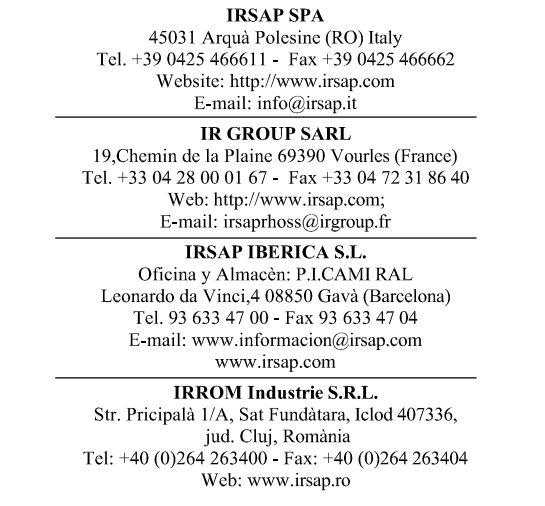 IRSAP SPA
45031 Arquà Polesine (RO) Italy
Tel. +39 0425 466611 - Fax +39 0425 466662
Website: http://www.irsap.com
E-mail: info@irsap.it
IR GROUP SARL
19,Chemin de la Plaine 69390 Vourles (France)
Tel. +33 04 28 00 01 67 - Fax +33 04 72 31 86 40
Web: http://www.irsap.com;
E-mail: irsaprhoss@irgroup.fr
IRSAP IBERICA S.L.
Oficina y Almacèn: P.I.CAMI RAL
Leonardo da Vinci,4 08850 Gavà (Barcelona)
Tel. 93 633 47 00 - Fax 93 633 47 04
E-mail: www.informacion@irsap.com
www.irsap.com
IRROM Industrie S.R.L.
Str. Pricipalà 1/A, Sat Fundàtara, Iclod 407336,
jud. Cluj, Romània
Tel: +40 (0)264 263400 - Fax: +40 (0)264 263404
Web: www.irsap.ro